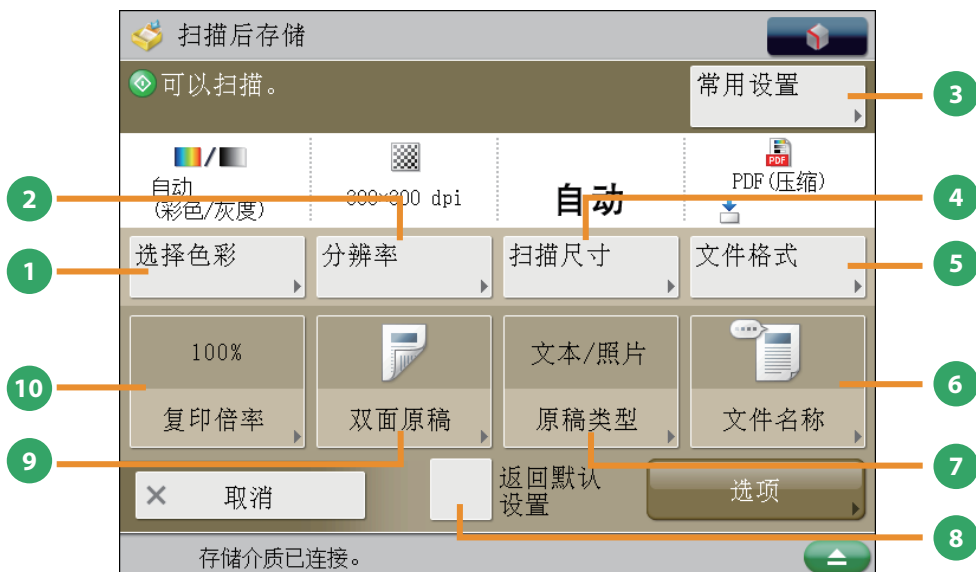 扫描后存储
可以扫描。
常用设置
3
自动
(彩色/灰度)
2
300×300 dpi
自动
PDF
PDF(压缩)
4
1
选择色彩
分辨率
扫描尺寸
文件格式
5
100%
文本/照片
10
复印倍率
双面原稿
原稿类型
文件名称
6
9
7
取消
返回默认
设置
选项
8
存储介质已连接。